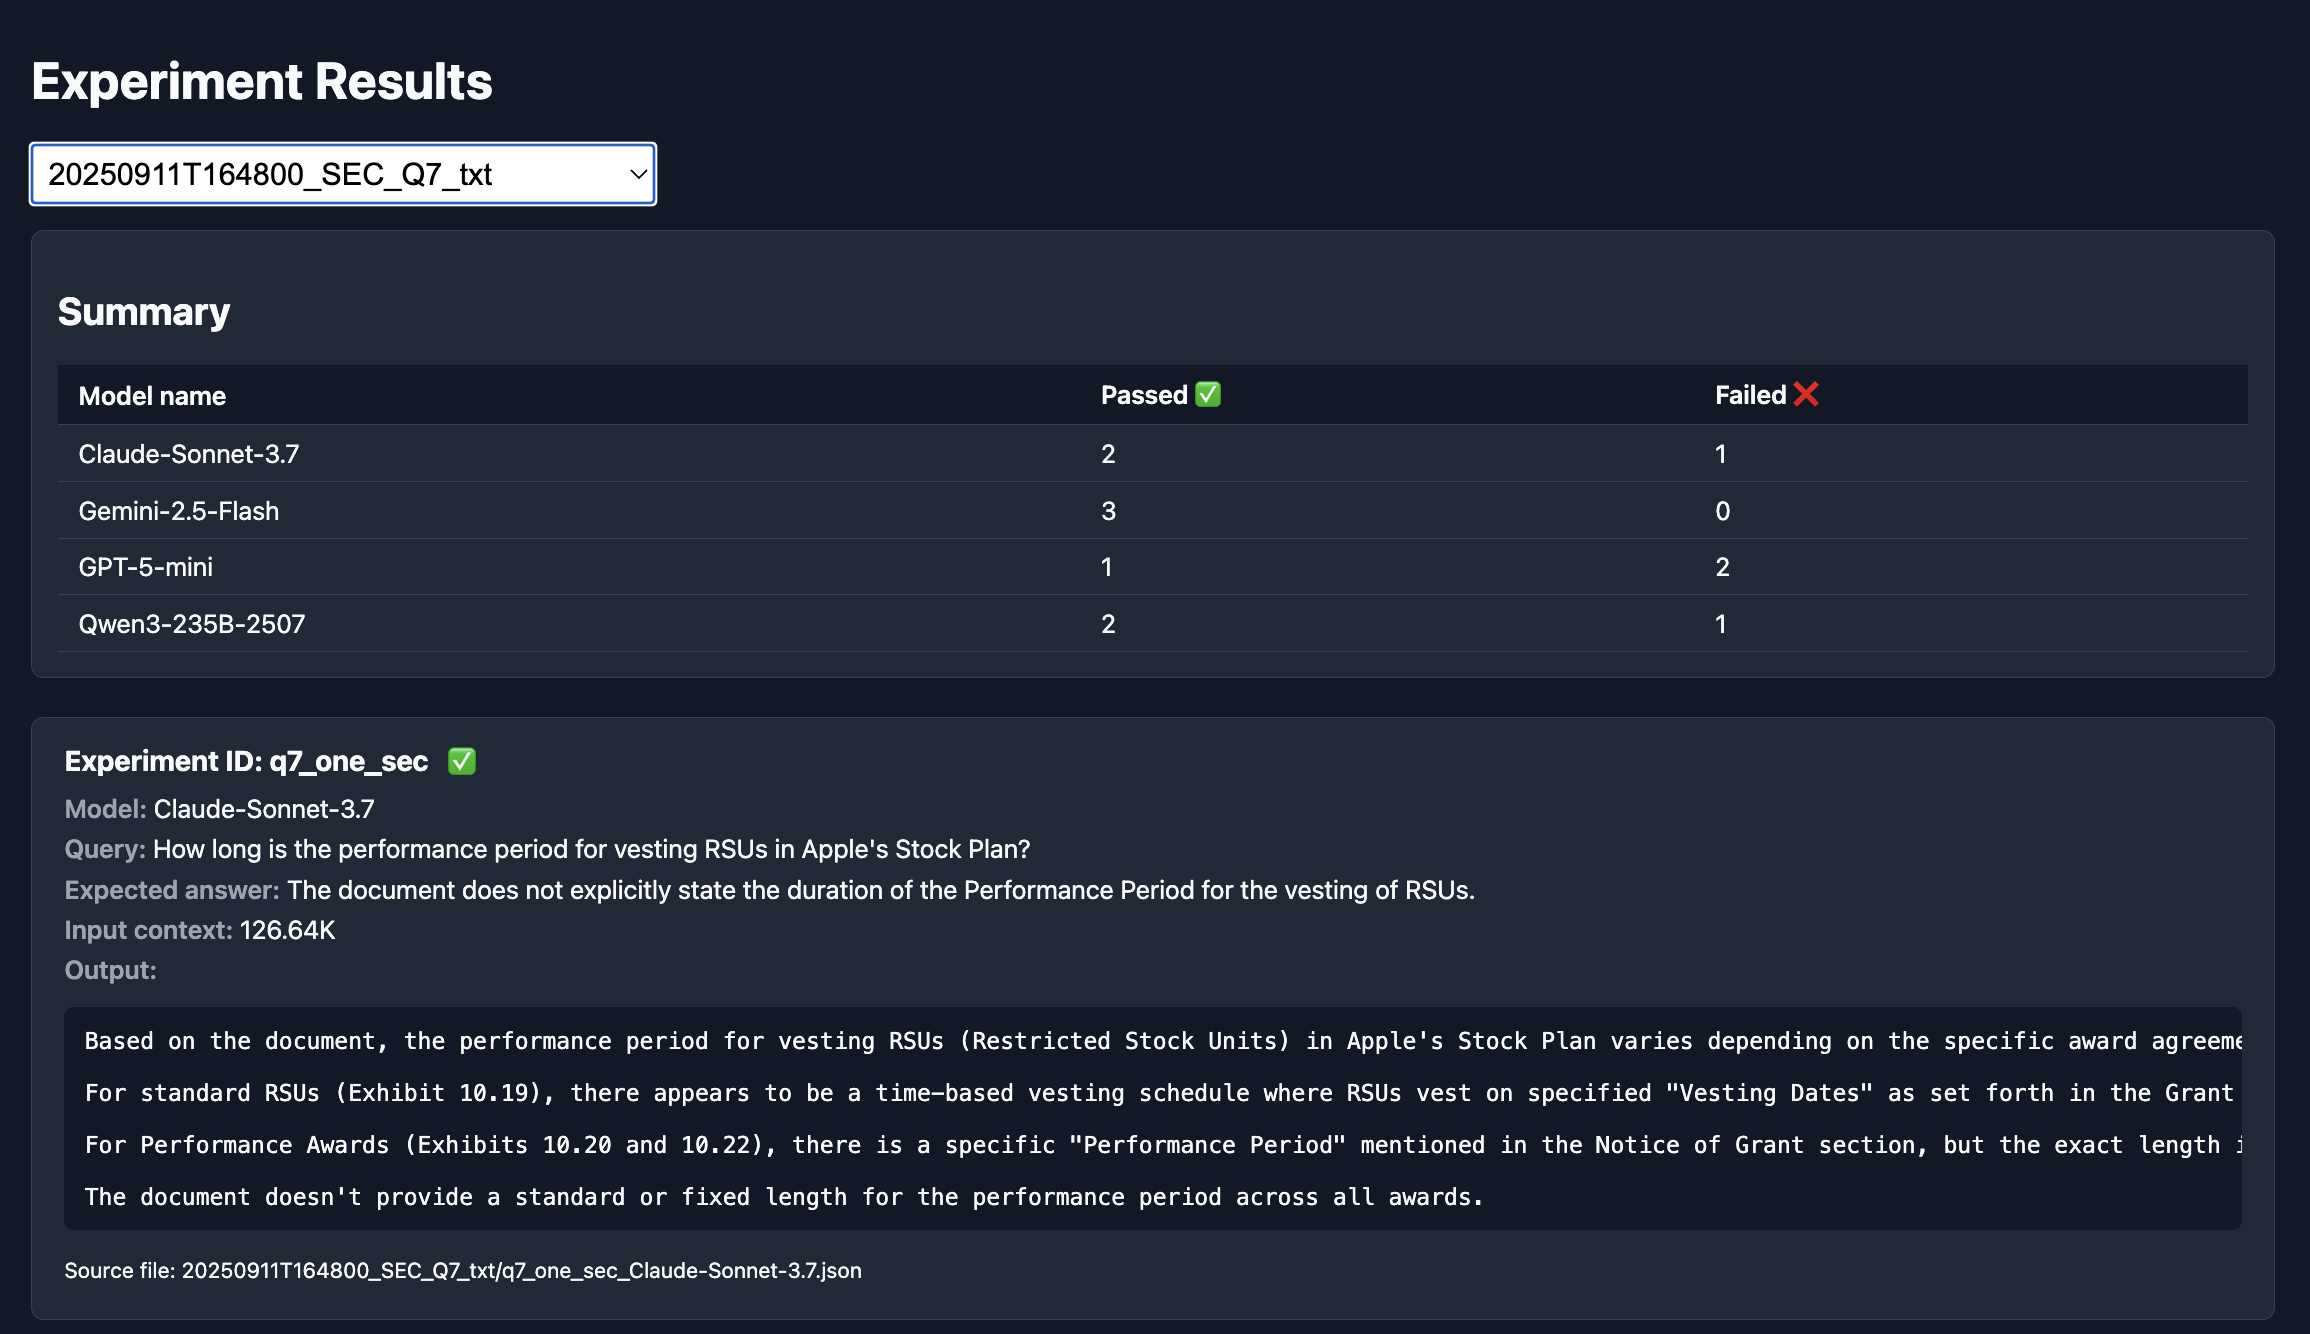 Experiment Results
20250911T164800_SEC_Q7_txt
Summary
Model name Passed ✅ Failed ❌
Claude-Sonnet-3.7 2 1
Gemini-2.5-Flash 3 0
GPT-5-mini 1 2
Qwen3-235B-2507 2 1
Experiment ID: q7_one_sec ✅
Model: Claude-Sonnet-3.7
Query: How long is the performance period for vesting RSUs in Apple's Stock Plan?
Expected answer: The document does not explicitly state the duration of the Performance Period for the vesting of RSUs.
Input context: 126.64K
Output:
Based on the document, the performance period for vesting RSUs (Restricted Stock Units) in Apple's Stock Plan varies depending on the specific award
For standard RSUs (Exhibit 10.19), there appears to be a time-based vesting schedule where RSUs vest on specified "Vesting Dates" as set forth in the Grant
For Performance Awards (Exhibits 10.20 and 10.22), there is a specific "Performance Period" mentioned in the Notice of Grant section, but the exact length
The document doesn't provide a standard or fixed length for the performance period across all awards.
Source file: 20250911T164800_SEC_Q7_txt/q7_one_sec_Claude-Sonnet-3.7.json